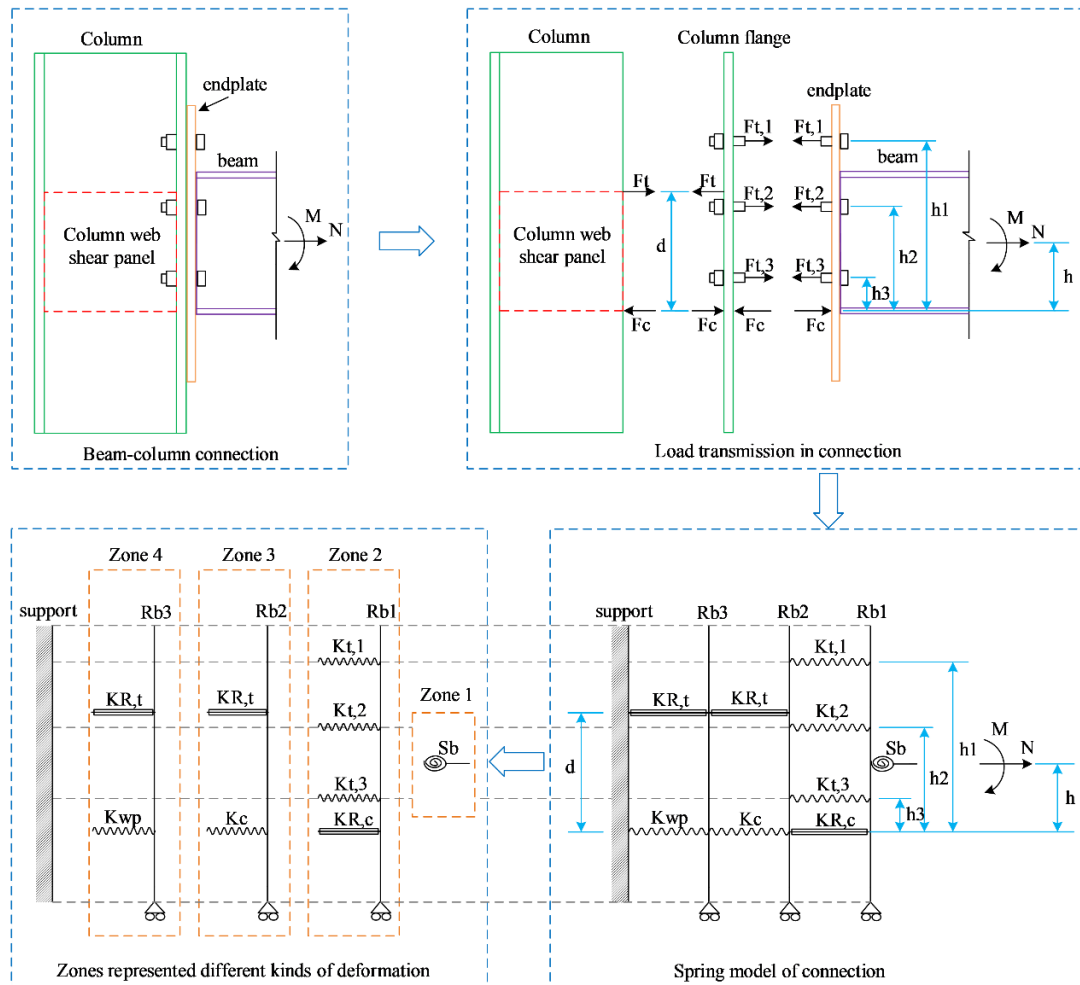 Column
endplate
beam
Column web
shear panel
M
N
Beam-column connection
Column
Column flange
endplate
Ft,1
Ft,1
beam
Ft
Ft
Ft,2
Ft,2
h1
M
N
Column web
shear panel
d
h2
h
Ft,3
Ft,3
h3
Fc
Fc
Fc
Fc
Load transmission in connection
Zone 4
Zone 3
Zone 2
support
Rb3
Rb2
Rb1
Kt,1
KR,t
KR,t
Zone 1
Kt,2
Sb
d
Kt,3
Kwp
Kc
KR,c
Zones represented different kinds of deformation
support
Rb3
Rb2
Rb1
Kt,1
KR,t
KR,t
Kt,2
h1
M
N
Sb
h2
h
Kt,3
h3
Kwp
Kc
KR,c
Spring model of connection